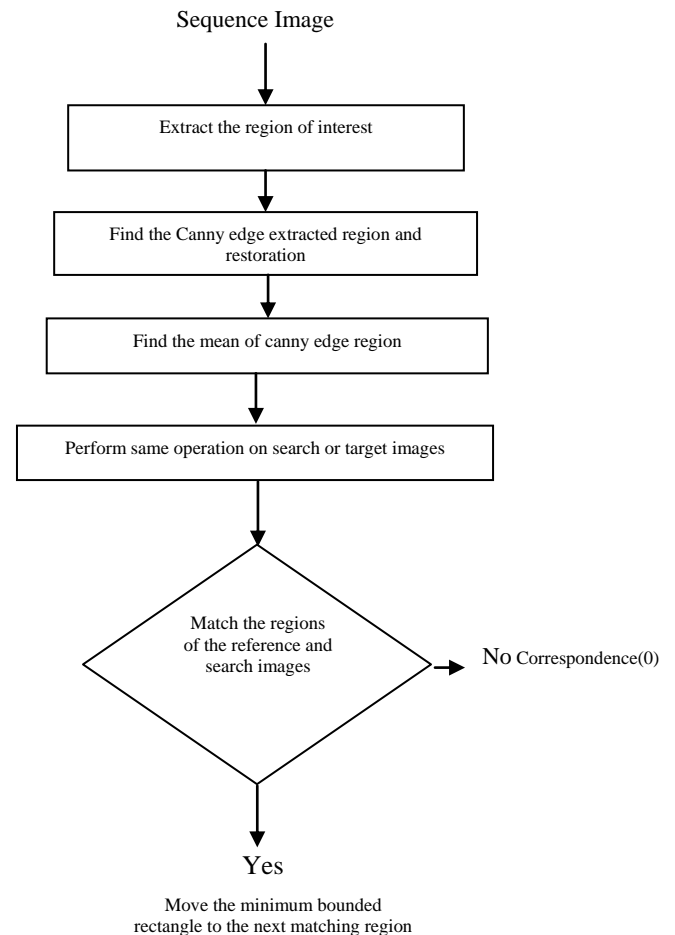 Sequence Image
Extract the region of interest
Find the Canny edge extracted region and
restoration
Find the mean of canny edge region
Perform same operation on search or target images
Match the regions
of the reference and
search images
No Correspondence(0)
Yes
Move the minimum bounded
rectangle to the next matching region